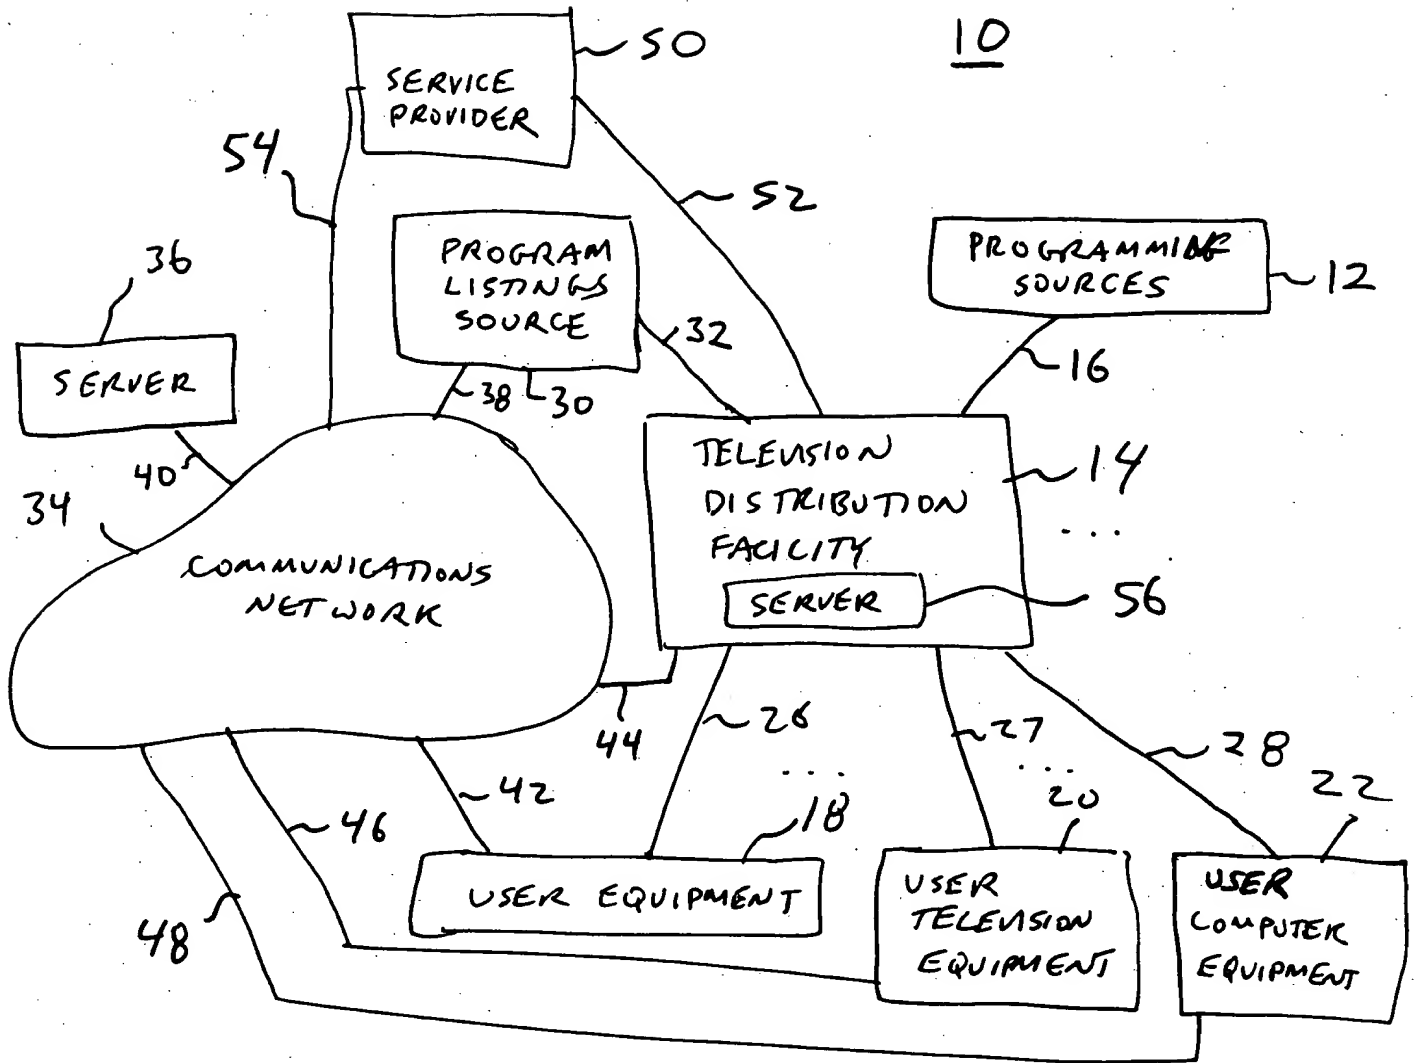 10
50
SERVICE
PROVIDER
54
52
36
PROGRAM
LISTINGS
SOURCE
PROGRAMMING
SOURCES
12
32
16
SERVER
38
30
40
34
TELEVISION
DISTRIBUTION
FACILITY
14
...
SERVER
56
COMMUNICATIONS
NETWORK
44
26
27
28
...
...
42
46
18
20
22
48
USER EQUIPMENT
USER
TELEVISION
EQUIPMENT
USER
COMPUTER
EQUIPMENT